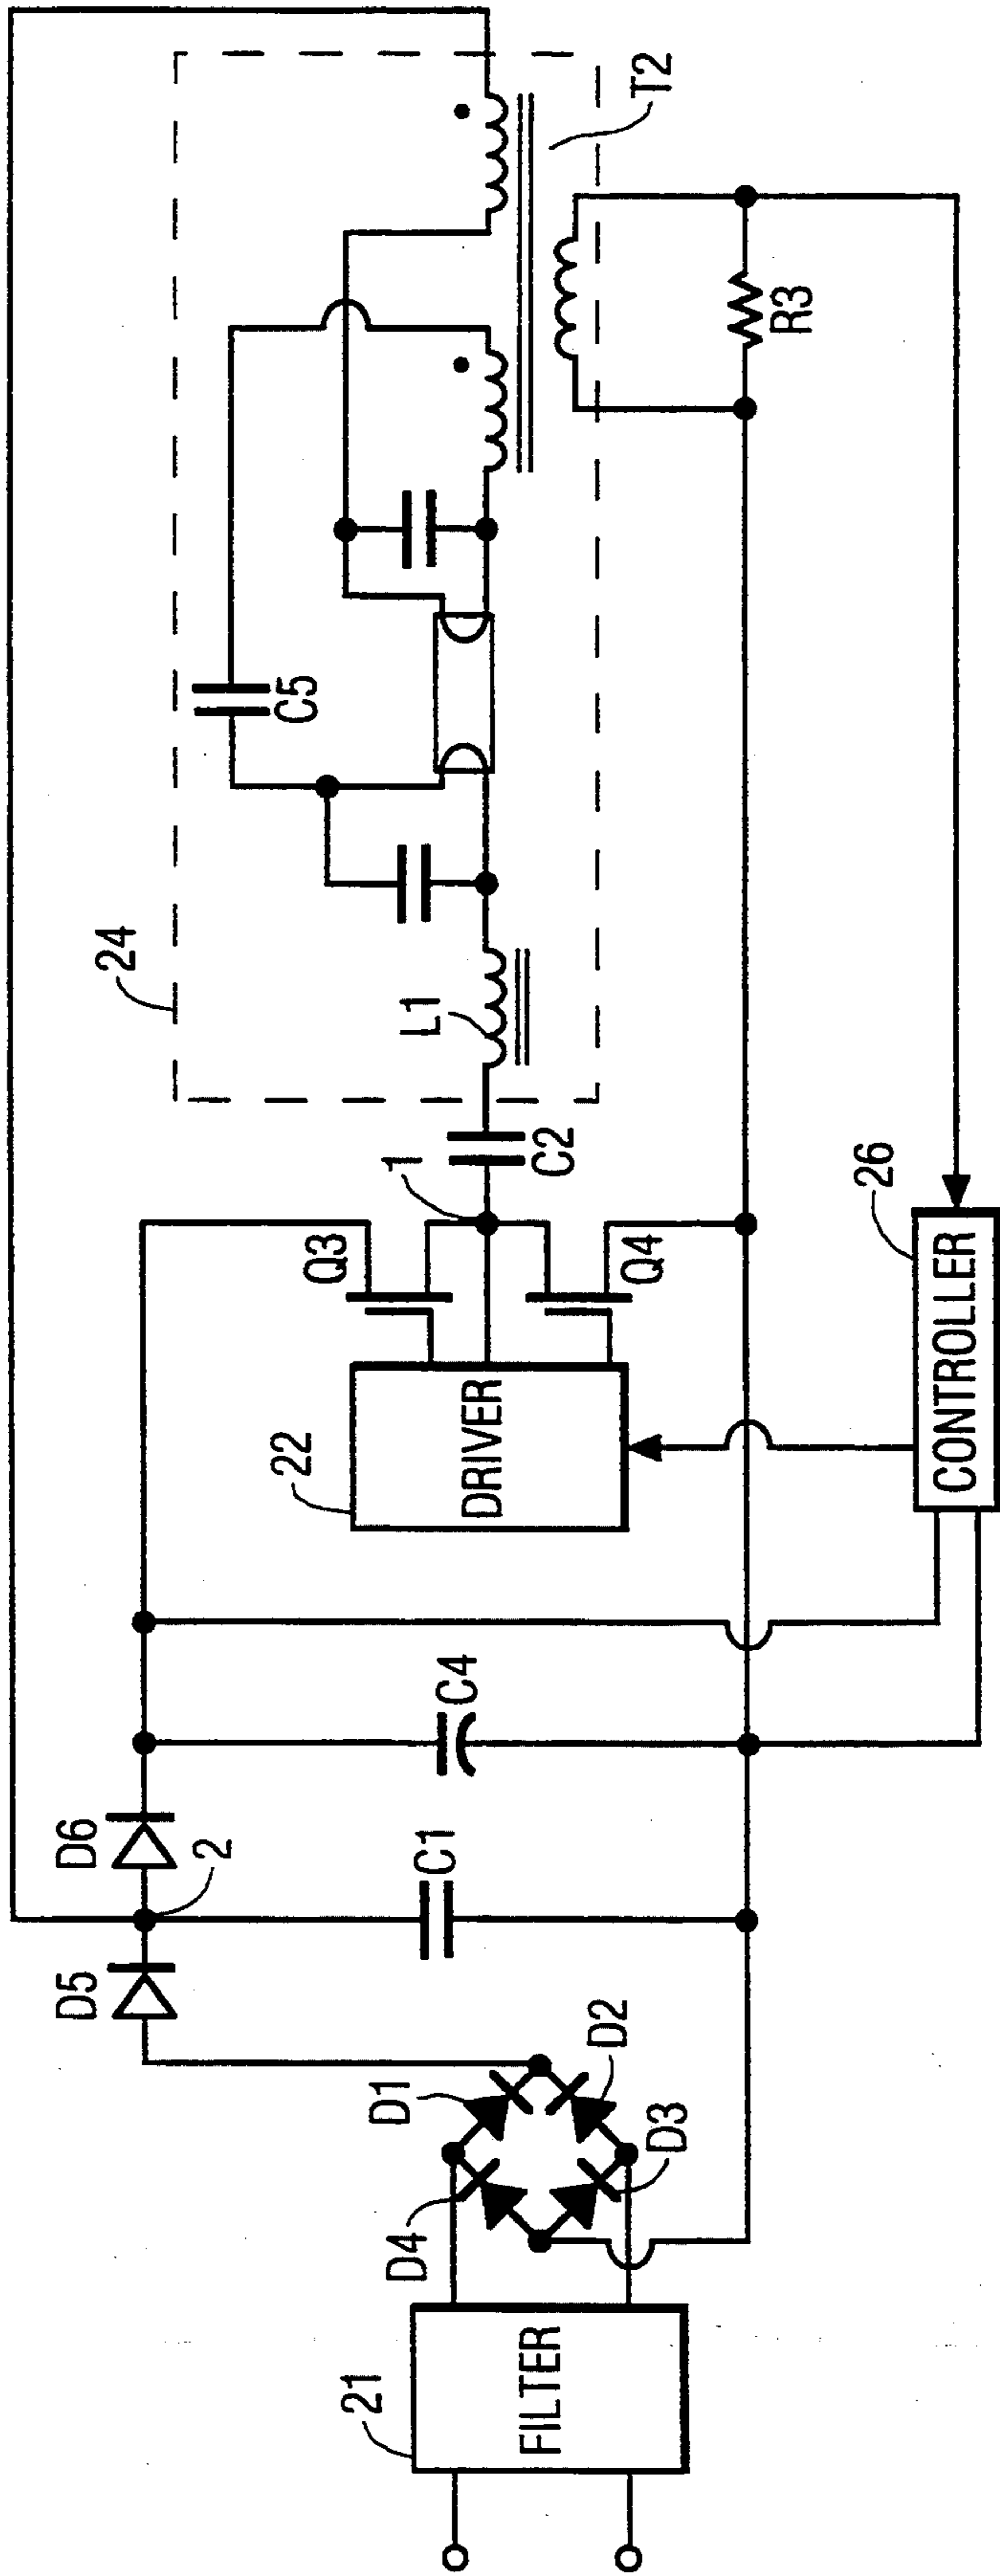 21
FILTER
D4
D1
D3
D2
D5
D6
2
C1
C4
22
DRIVER
Q3
Q4
1
C2
26
CONTROLLER
24
L1
C5
R3
T2